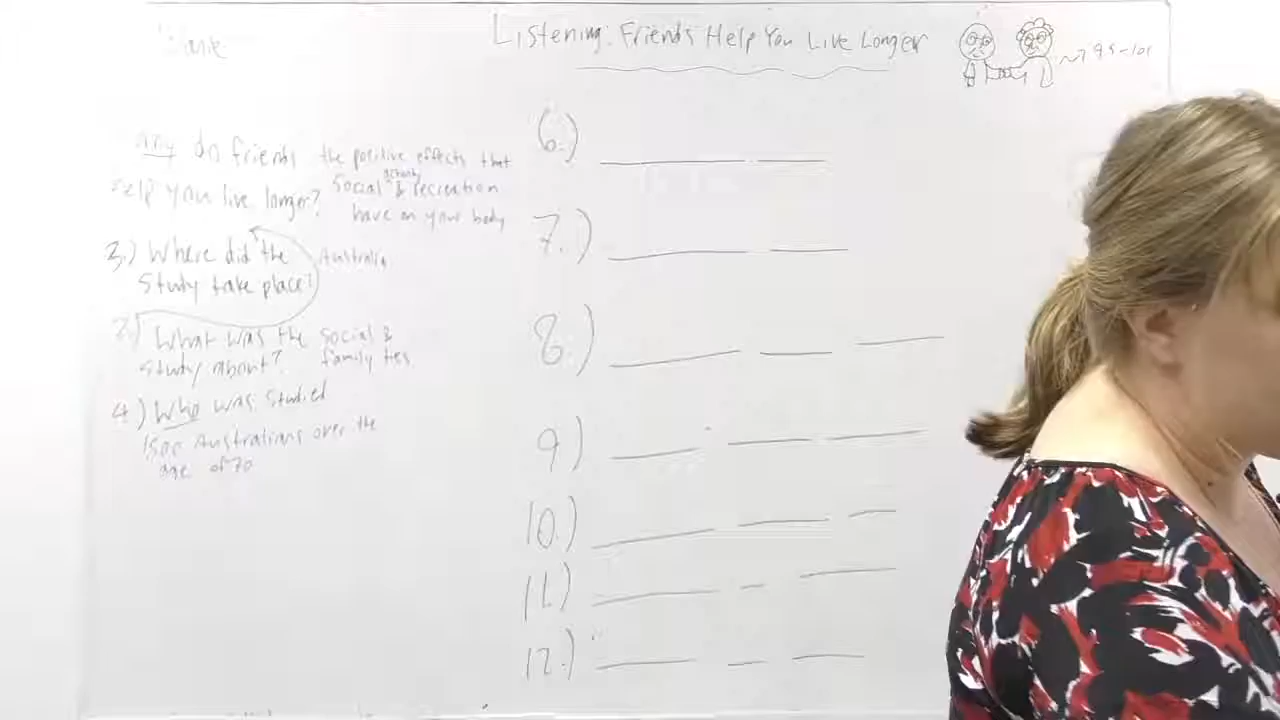 Listening: Friends Help You Live Longer
~> 99-101
do friends the positive effects that
help you live longer? social activity & recreation
have on your body
3.) Where did the Australia
study take place?
2.) What was the social &
study about? family ties
4.) Who was studied
1500 Australians over the
age of 70
6.)
7.)
8.)
9.)
10.)
11.)
12.)